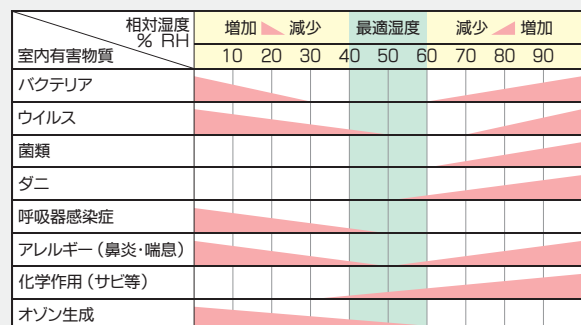 相対湿度
% RH
室内有害物質
増加 減少 最適湿度 減少 増加
10 20 30 40 50 60 70 80 90
バクテリア
ウイルス
菌類
ダニ
呼吸器感染症
アレルギー（鼻炎・喘息）
化学作用（サビ等）
オゾン生成